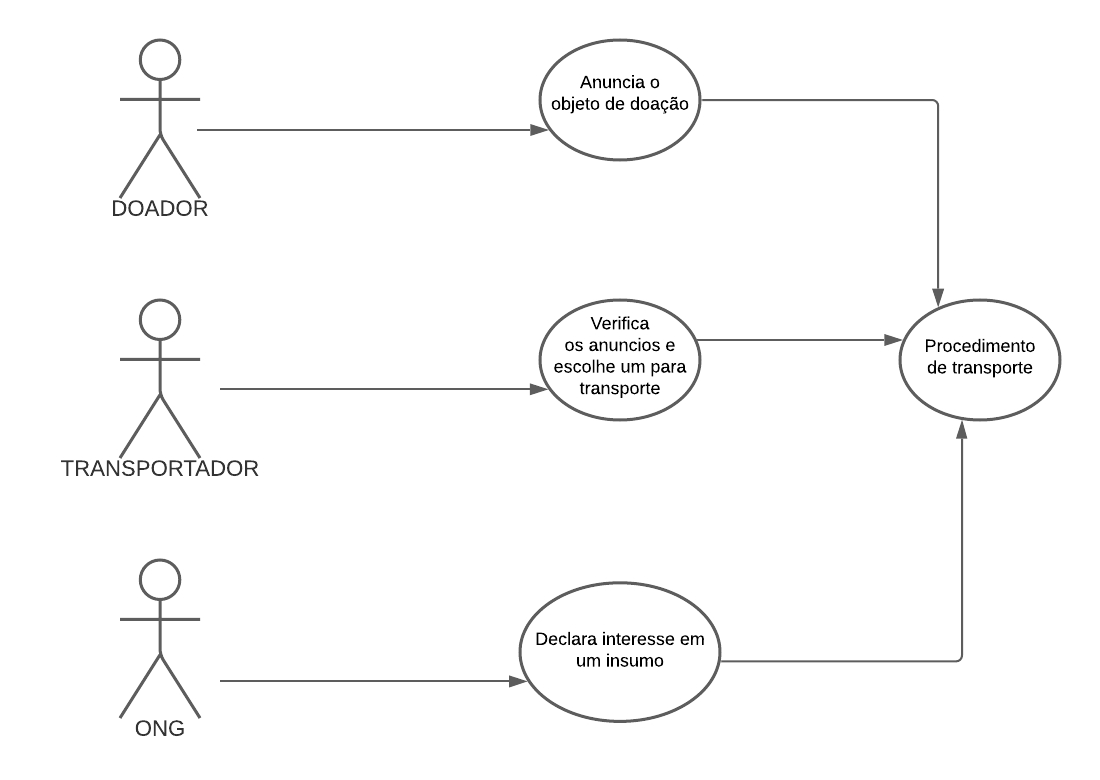 Anuncia o
objeto de doação
DOADOR
Verifica
os anuncios e
escolhe um para
transporte
Procedimento
de transporte
TRANSPORTADOR
Declara interesse em
um insumo
ONG